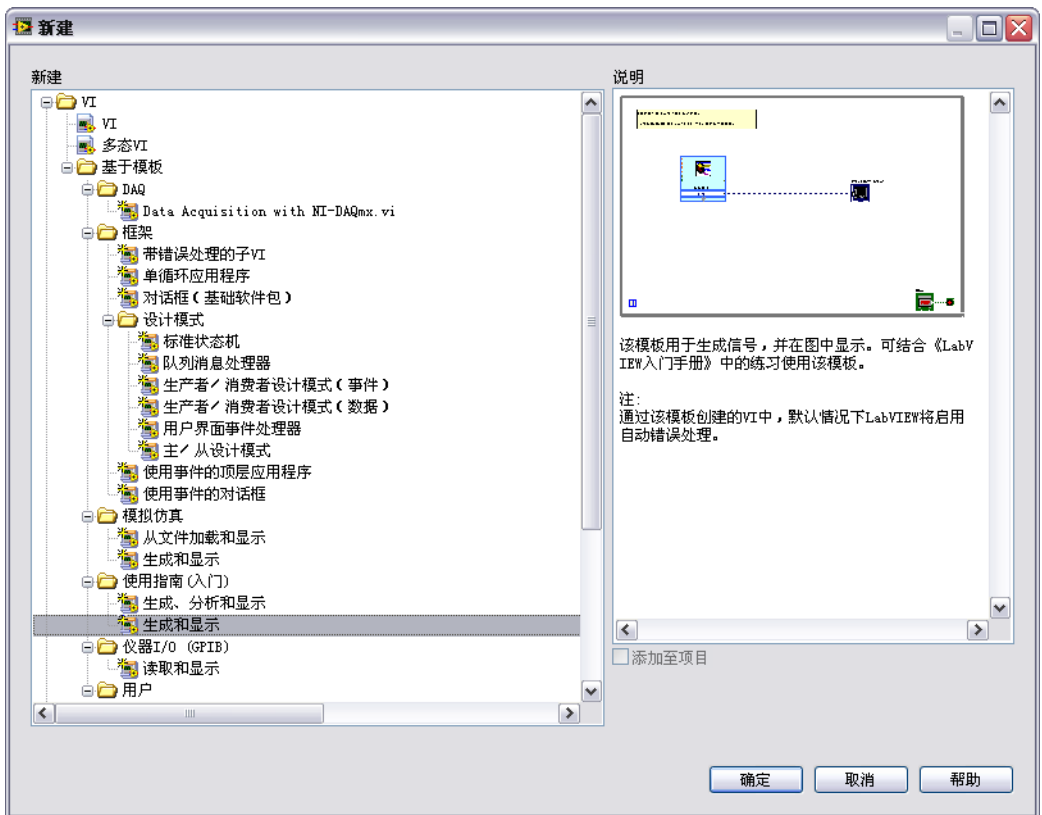 新建
新建
VI
VI
多态VI
基于模板
DAQ
Data Acquisition with NI-DAQmx.vi
框架
带错误处理的子VI
单循环应用程序
对话框(基础软件包)
设计模式
标准状态机
队列消息处理器
生产者/消费者设计模式(事件)
生产者/消费者设计模式(数据)
用户界面事件处理器
主/从设计模式
使用事件的顶层应用程序
使用事件的对话框
模拟仿真
从文件加载和显示
生成和显示
使用指南(入门)
生成、分析和显示
生成和显示
仪器I/O (GPIB)
读取和显示
用户
说明
该模板用于生成信号,并在图中显示。可结合《LabV
IEW入门手册》中的练习使用该模板。
注:
通过该模板创建的VI中,默认情况下LabVIEW将启用
自动错误处理。
添加至项目
确定
取消
帮助